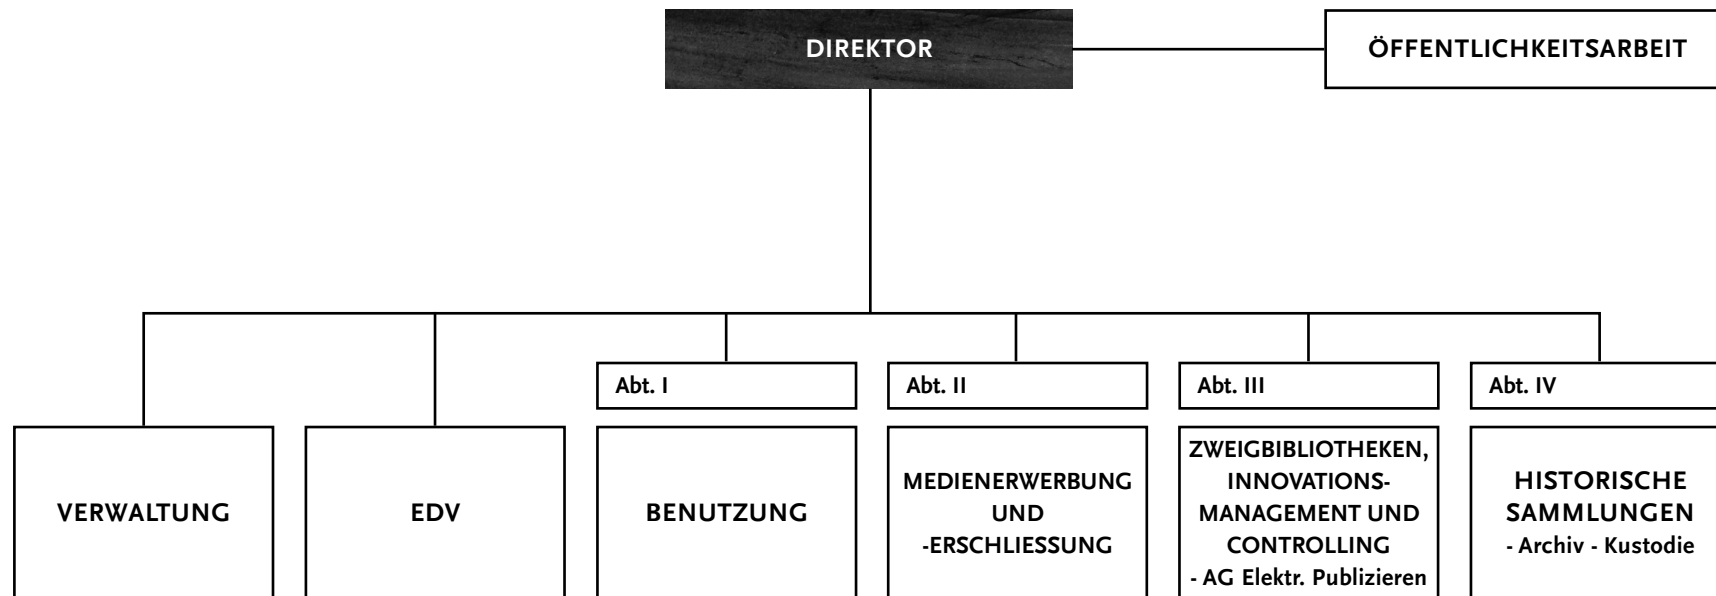 DIREKTOR
ÖFFENTLICHKEITSARBEIT
Abt. I
Abt. II
Abt. III
Abt. IV
VERWALTUNG
EDV
BENUTZUNG
MEDIENERWERBUNG
UND
-ERSCHLIESSUNG
ZWEIGBIBLIOTHEKEN,
INNOVATIONS-
MANAGEMENT UND
CONTROLLING
- AG Elektr. Publizieren
HISTORISCHE
SAMMLUNGEN
- Archiv - Kustodie